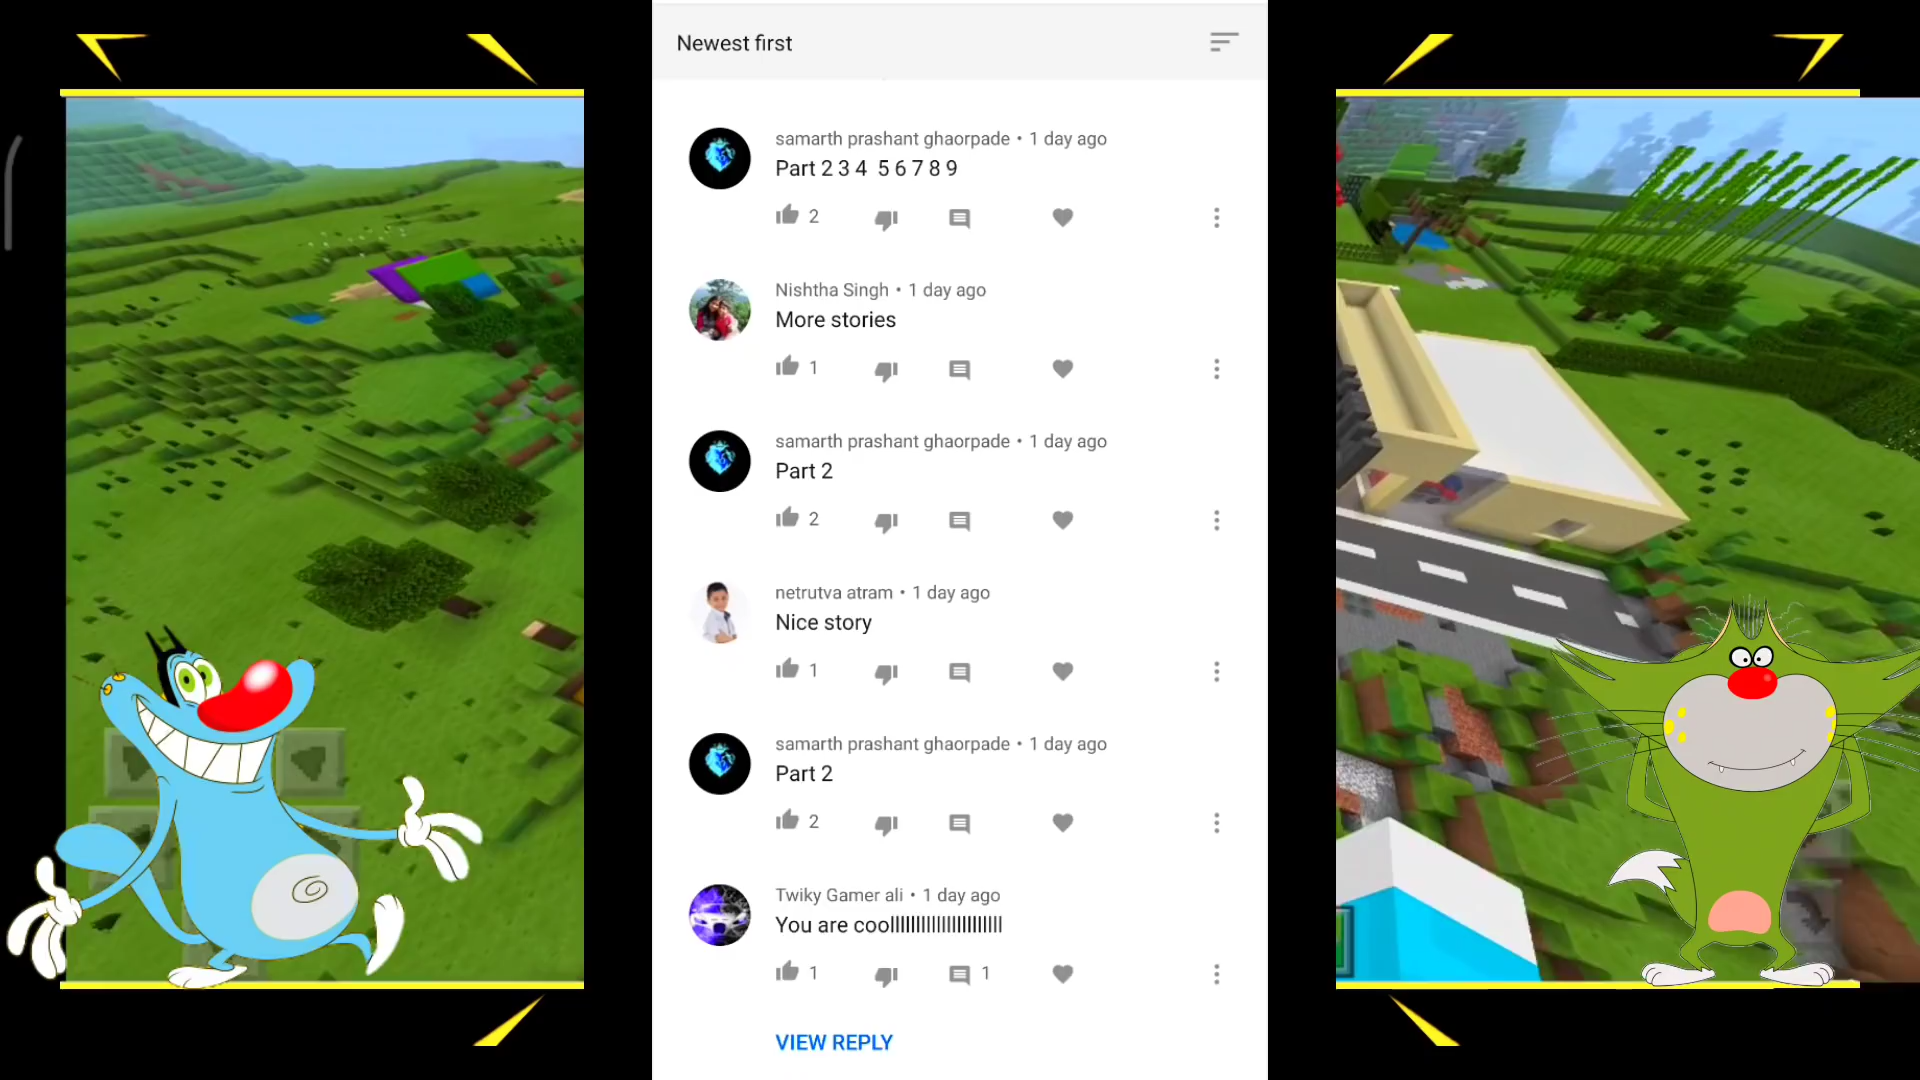 Newest first
samarth prashant ghaorpade • 1 day ago
Part 2 3 4  5 6 7 8 9
2
Nishtha Singh • 1 day ago
More stories
1
samarth prashant ghaorpade • 1 day ago
Part 2
2
netrutva atram • 1 day ago
Nice story
1
samarth prashant ghaorpade • 1 day ago
Part 2
2
Twiky Gamer ali • 1 day ago
You are coolllllllllllllllllllllll
1 1
VIEW REPLY